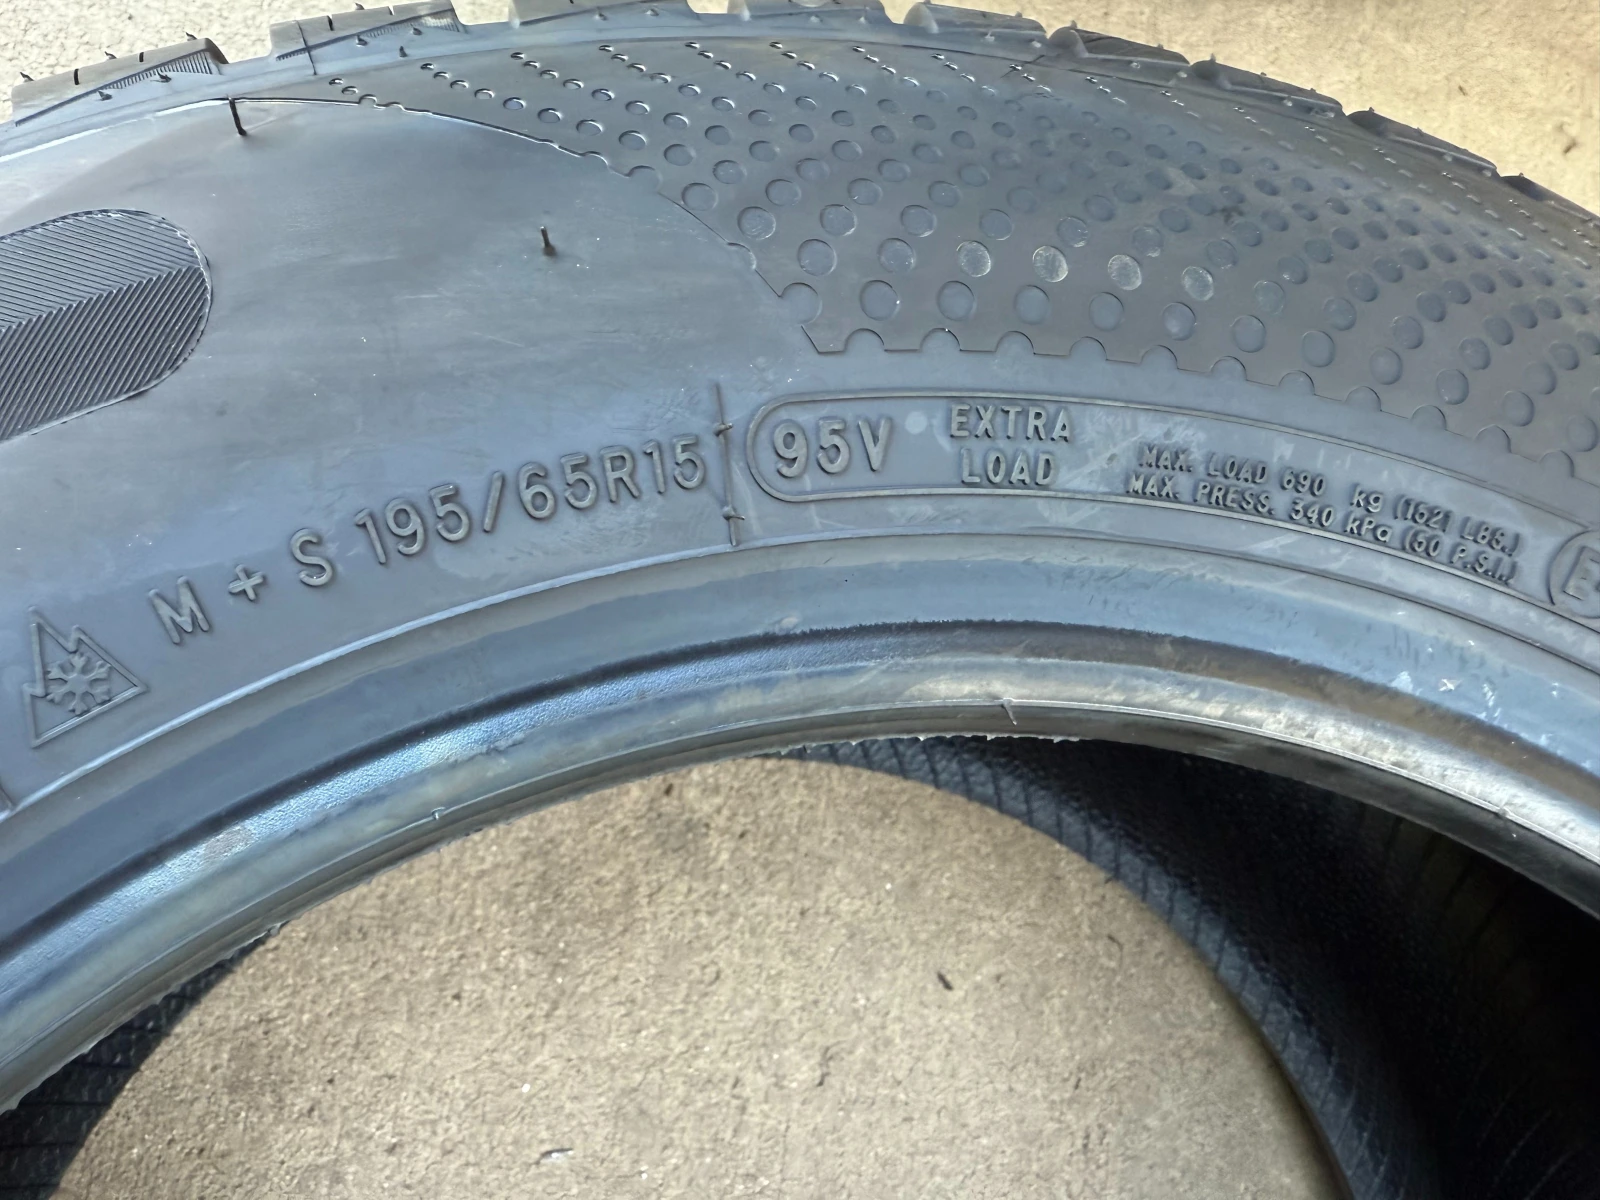 M + S 195/65R15
95V
EXTRA
LOAD
MAX. LOAD 690 kg (1521 LBS.)
MAX. PRESS. 340 kPa (50 P.S.I.)
E